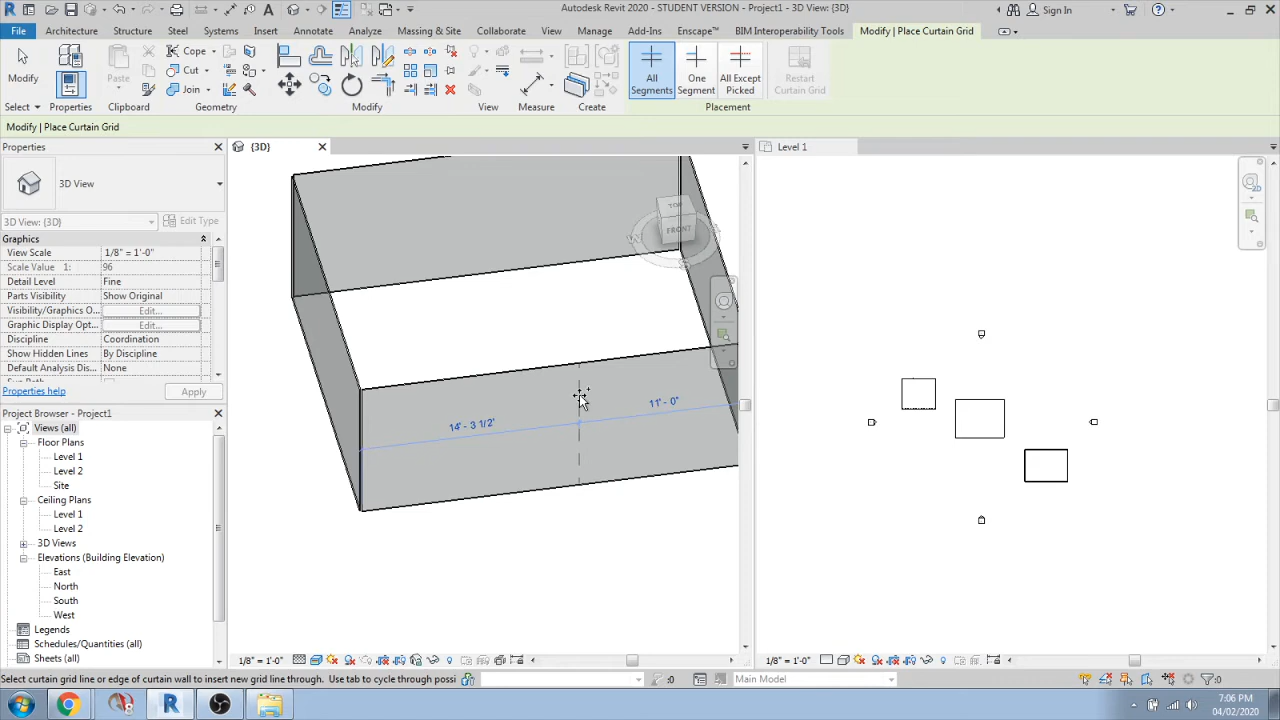 Autodesk Revit 2020 - STUDENT VERSION - Project1 - 3D View: {3D}
Sign In
File Architecture Structure Steel Systems Insert Annotate Analyze Massing & Site Collaborate View Manage Add-Ins Enscape™ BIM Interoperability Tools Modify | Place Curtain Grid
Cope
Cut
Join
Modify
Paste
All Segments
One Segment
All Except Picked
Restart Curtain Grid
Select Properties Clipboard Geometry Modify View Measure Create Placement
Modify | Place Curtain Grid
Properties
{3D}
Level 1
3D View
3D View: {3D}
Edit Type
Graphics
View Scale 1/8" = 1'-0"
Scale Value 1: 96
Detail Level Fine
Parts Visibility Show Original
Visibility/Graphics O... Edit...
Graphic Display Opt... Edit...
Discipline Coordination
Show Hidden Lines By Discipline
Default Analysis Dis... None
Properties help
Apply
Project Browser - Project1
Views (all)
Floor Plans
Level 1
Level 2
Site
Ceiling Plans
Level 1
Level 2
3D Views
Elevations (Building Elevation)
East
North
South
West
Legends
Schedules/Quantities (all)
Sheets (all)
TOP
FRONT
14' - 3 1/2"
11' - 0"
1/8" = 1'-0"
1/8" = 1'-0"
Select curtain grid line or edge of curtain wall to insert new grid line through. Use tab to cycle through possi
:0
Main Model
:0
7:06 PM
04/02/2020